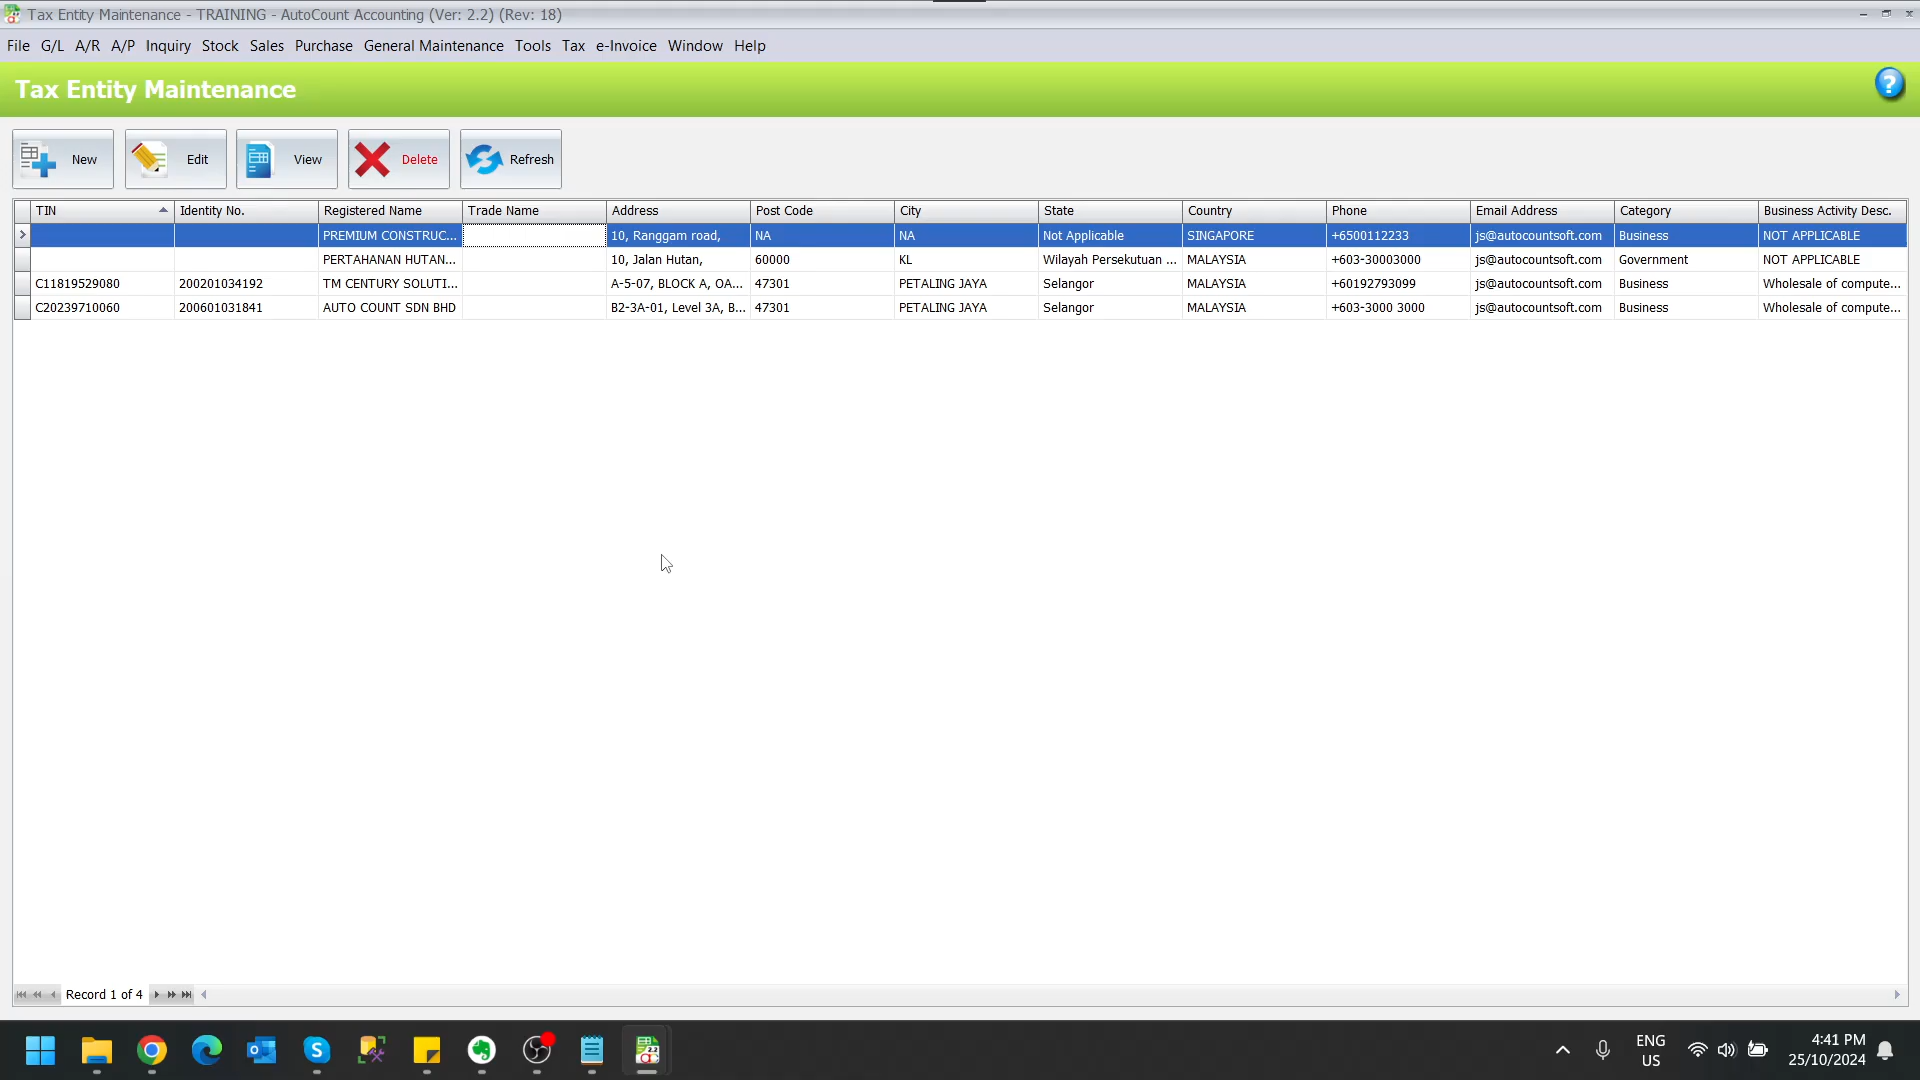 Tax Entity Maintenance - TRAINING - AutoCount Accounting (Ver: 2.2) (Rev: 18)
File G/L A/R A/P Inquiry Stock Sales Purchase General Maintenance Tools Tax e-Invoice Window Help
Tax Entity Maintenance
New Edit View Delete Refresh
TIN Identity No. Registered Name Trade Name Address Post Code City State Country Phone Email Address Category Business Activity Desc.
PREMIUM CONSTRUC... 10, Ranggam road, NA NA Not Applicable SINGAPORE +6500112233 js@autocountsoft.com Business NOT APPLICABLE
PERTAHANAN HUTAN... 10, Jalan Hutan, 60000 KL Wilayah Persekutuan ... MALAYSIA +603-30003000 js@autocountsoft.com Government NOT APPLICABLE
C11819529080 200201034192 TM CENTURY SOLUTI... A-5-07, BLOCK A, OA... 47301 PETALING JAYA Selangor MALAYSIA +60192793099 js@autocountsoft.com Business Wholesale of compute...
C20239710060 200601031841 AUTO COUNT SDN BHD B2-3A-01, Level 3A, B... 47301 PETALING JAYA Selangor MALAYSIA +603-3000 3000 js@autocountsoft.com Business Wholesale of compute...
Record 1 of 4
ENG
US
4:41 PM
25/10/2024